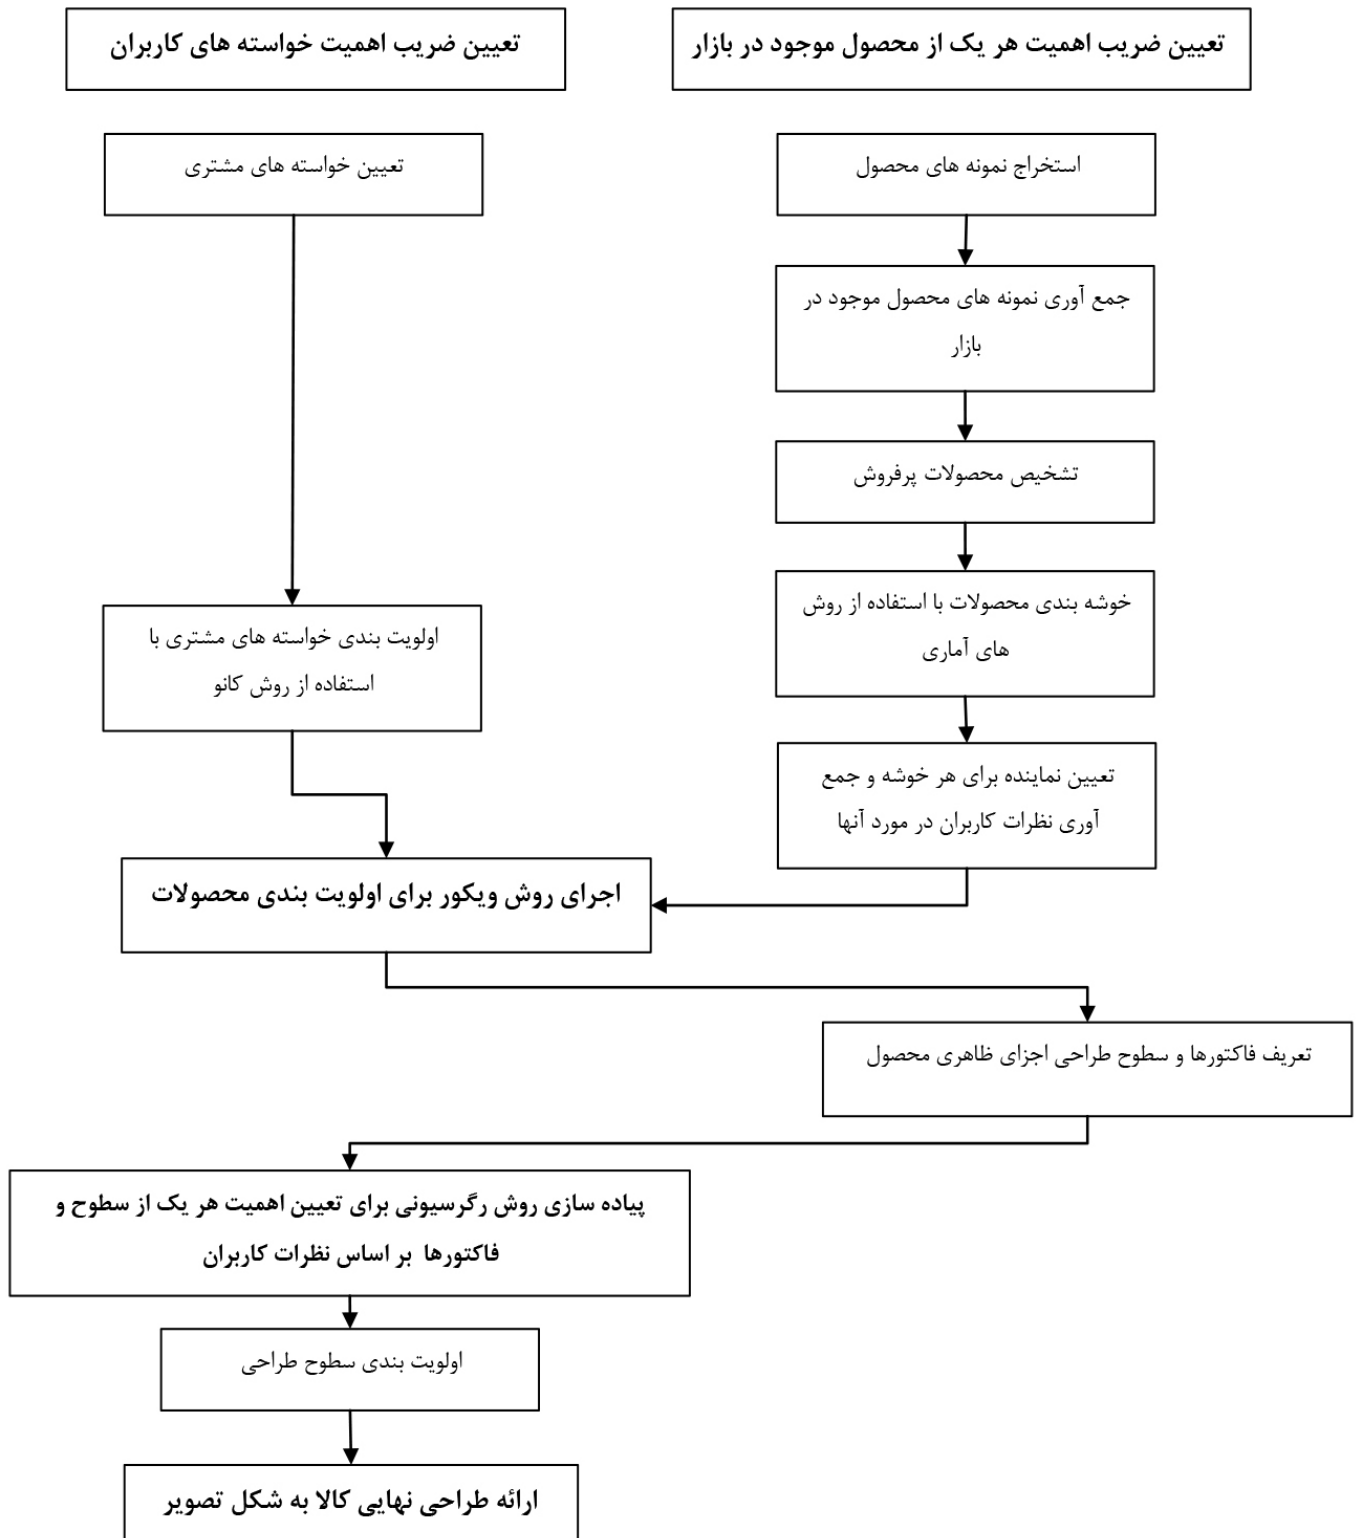 تعیین ضریب اهمیت هر یک از محصول موجود در بازار
تعیین ضریب اهمیت خواسته های کاربران
استخراج نمونه های محصول
تعیین خواسته های مشتری
جمع آوری نمونه های محصول موجود در
بازار
تشخیص محصولات پرفروش
خوشه بندی محصولات با استفاده از روش
های آماری
اولویت بندی خواسته های مشتری با
استفاده از روش کانو
تعیین نماینده برای هر خوشه و جمع
آوری نظرات کاربران در مورد آنها
اجرای روش ویکور برای اولویت بندی محصولات
تعریف فاکتورها و سطوح طراحی اجزای ظاهری محصول
پیاده سازی روش رگرسیونی برای تعیین اهمیت هر یک از سطوح و
فاکتورها بر اساس نظرات کاربران
اولویت بندی سطوح طراحی
ارائه طراحی نهایی کالا به شکل تصویر